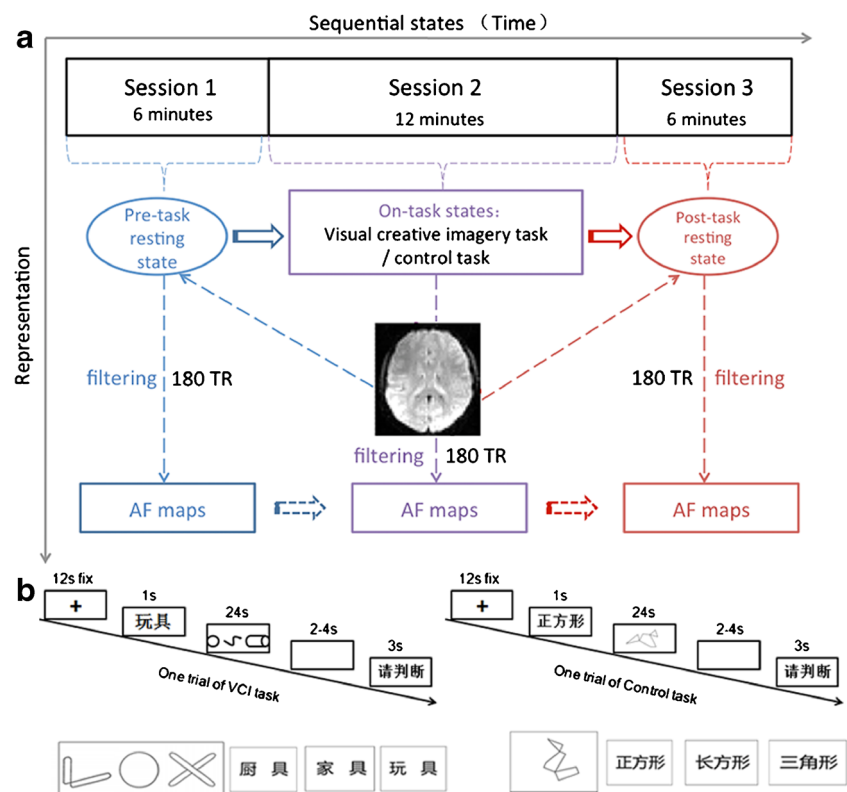 a
Sequential states （Time）
Representation
Session 1
6 minutes
Session 2
12 minutes
Session 3
6 minutes
Pre-task
resting
state
On-task states:
Visual creative imagery task
/ control task
Post-task
resting
state
filtering 180 TR
180 TR filtering
filtering 180 TR
AF maps
AF maps
AF maps
b
12s fix
+
1s
玩具
24s
2-4s
3s
请判断
One trial of VCI task
12s fix
+
1s
正方形
24s
2-4s
3s
请判断
One trial of Control task
厨 具
家 具
玩 具
正方形
长方形
三角形